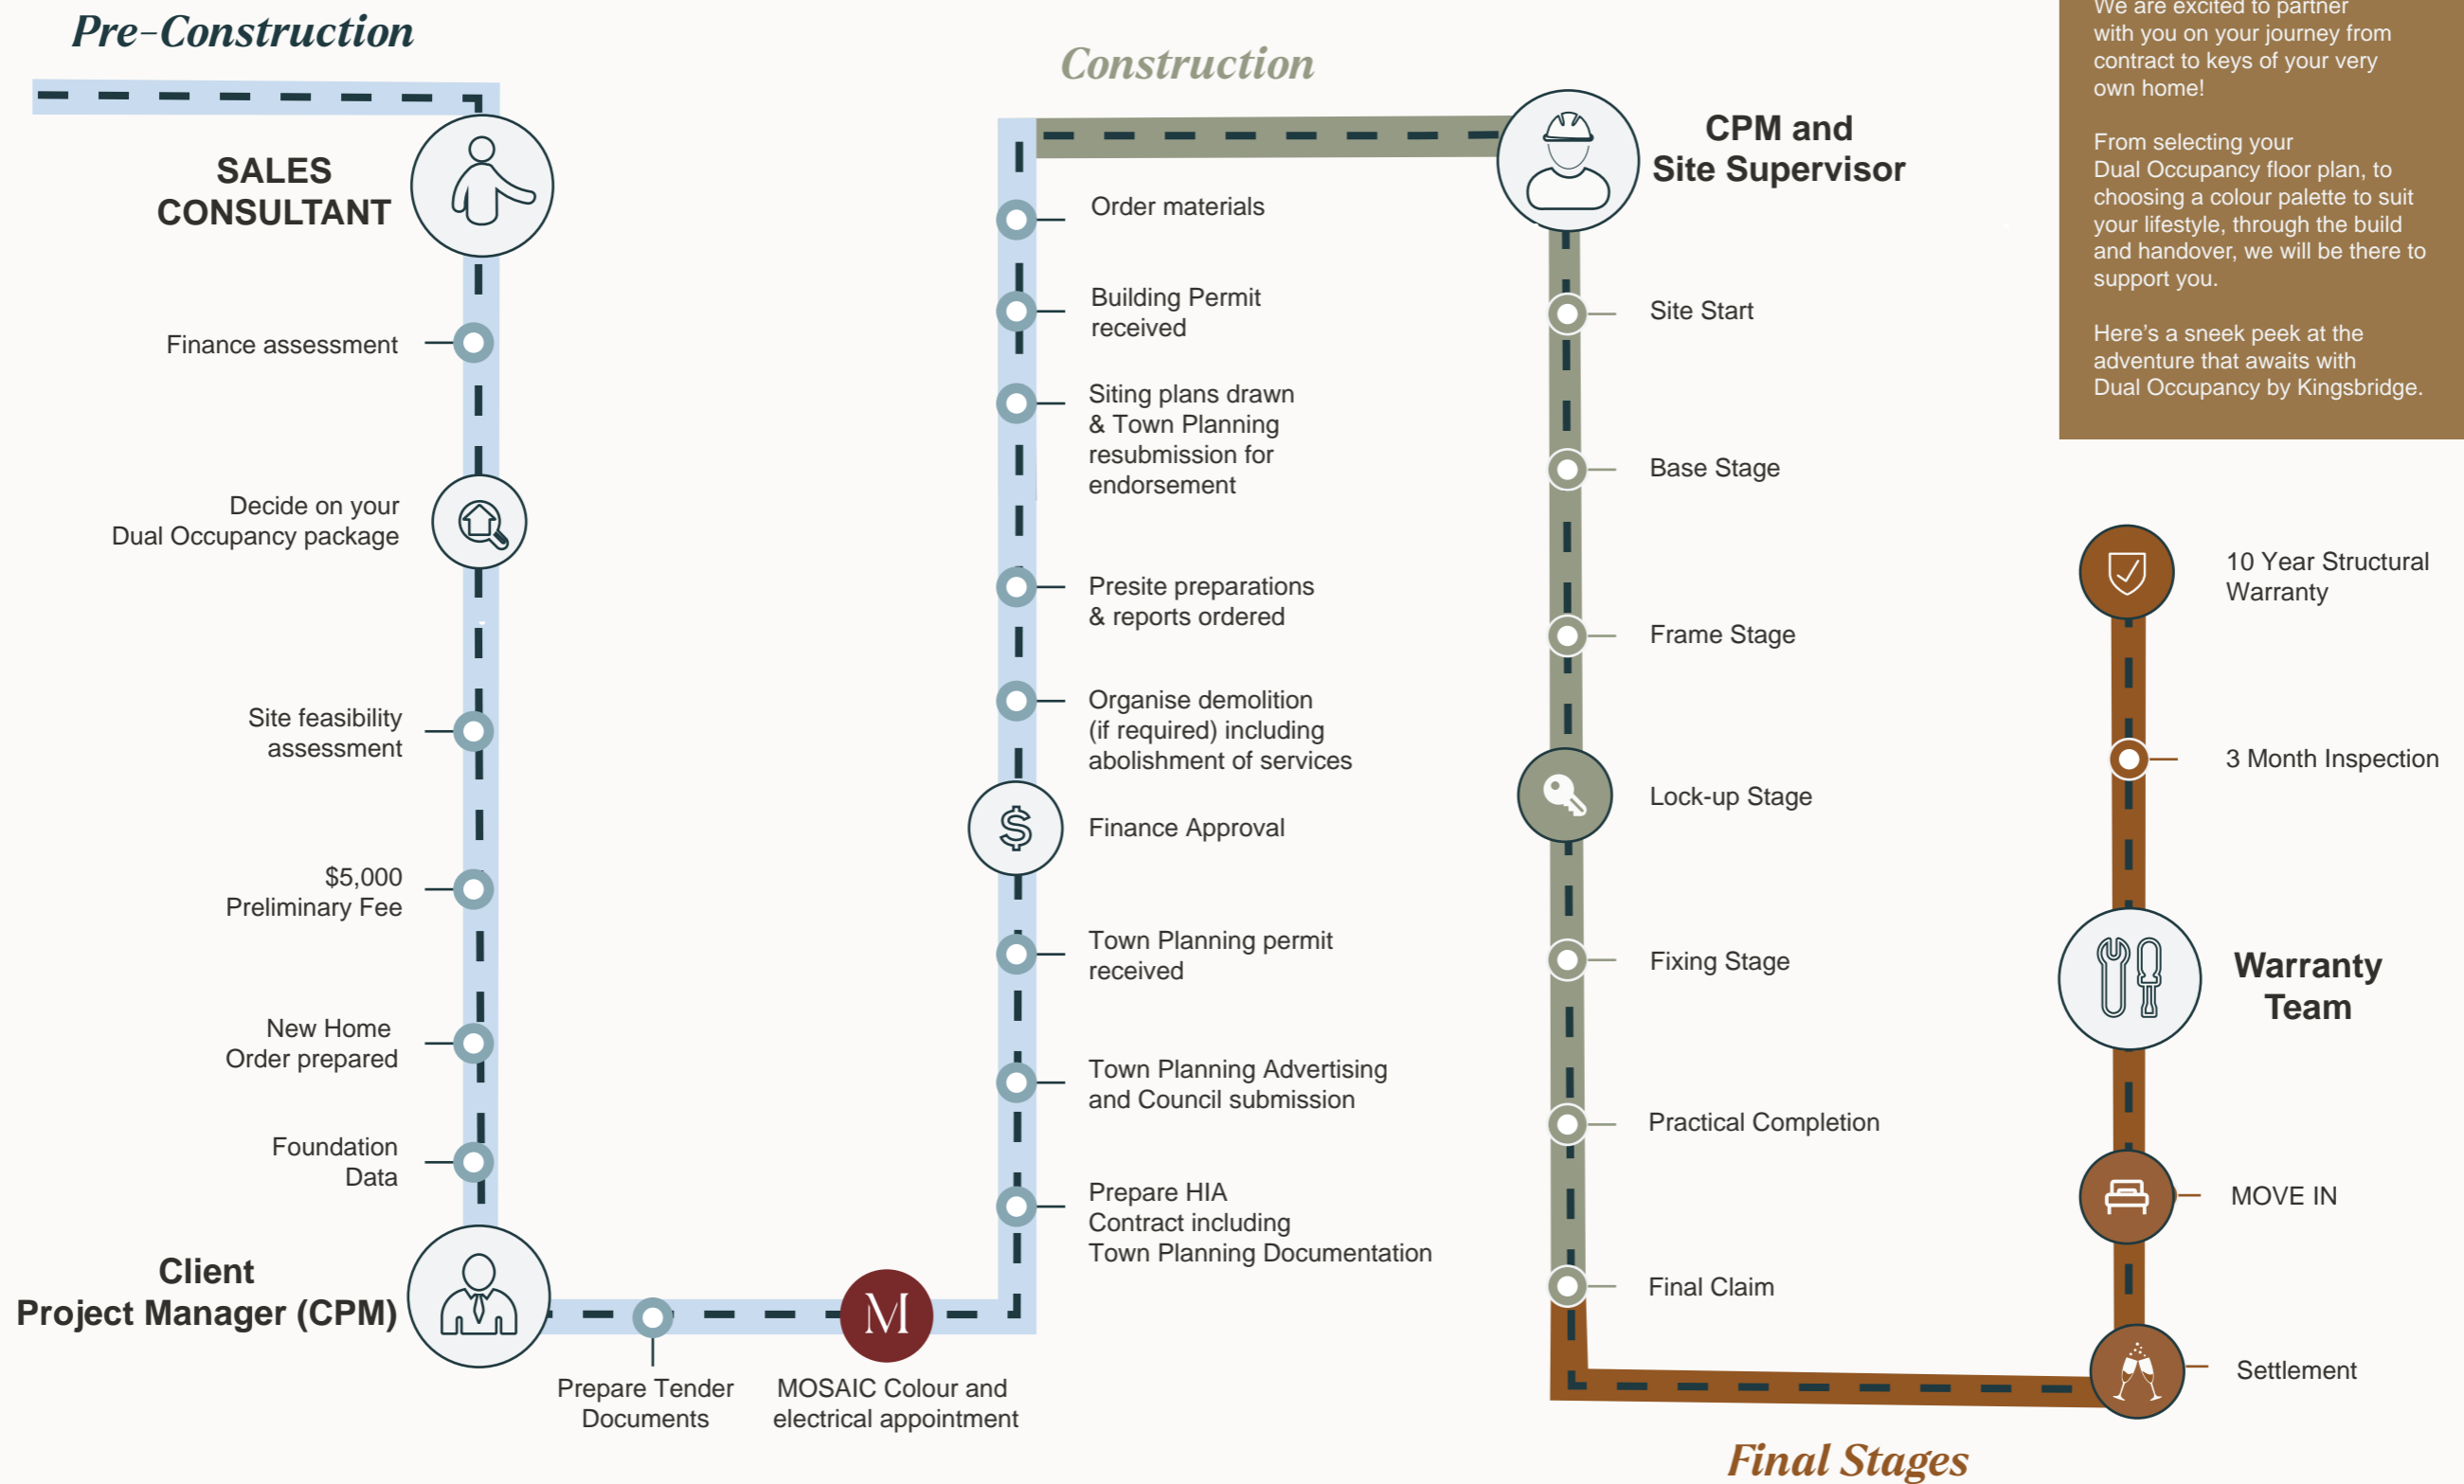 Pre-Construction
SALES
CONSULTANT
Finance assessment
Decide on your
Dual Occupancy package
Site feasibility
assessment
$5,000
Preliminary Fee
New Home
Order prepared
Foundation
Data
Client
Project Manager (CPM)
Prepare Tender
Documents
M
MOSAIC Colour and
electrical appointment
Construction
Order materials
Building Permit
received
Siting plans drawn
& Town Planning
resubmission for
endorsement
Presite preparations
& reports ordered
Organise demolition
(if required) including
abolishment of services
$
Finance Approval
Town Planning permit
received
Town Planning Advertising
and Council submission
Prepare HIA
Contract including
Town Planning Documentation
CPM and
Site Supervisor
Site Start
Base Stage
Frame Stage
Lock-up Stage
Fixing Stage
Practical Completion
Final Claim
Final Stages
We are excited to partner
with you on your journey from
contract to keys of your very
own home!
From selecting your
Dual Occupancy floor plan, to
choosing a colour palette to suit
your lifestyle, through the build
and handover, we will be there to
support you.
Here’s a sneek peek at the
adventure that awaits with
Dual Occupancy by Kingsbridge.
10 Year Structural
Warranty
3 Month Inspection
Warranty
Team
MOVE IN
Settlement